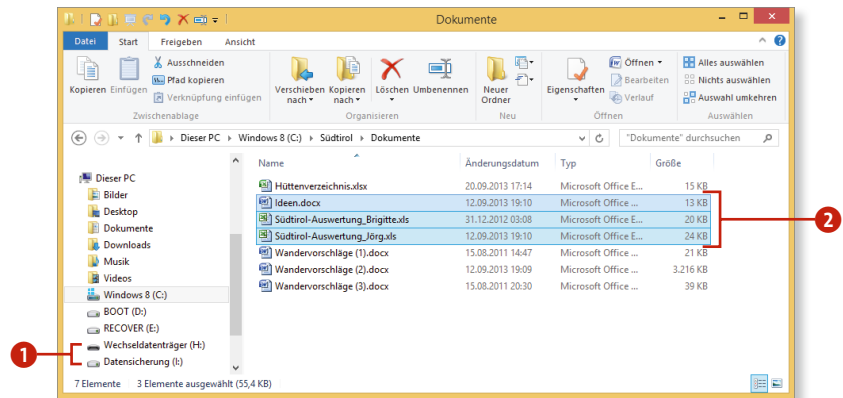 Dokumente
Datei Start Freigeben Ansicht
Kopieren Einfügen
Ausschneiden
Pfad kopieren
Verknüpfung einfügen
Zwischenablage
Verschieben nach
Kopieren nach
Löschen
Umbenennen
Organisieren
Neuer Ordner
Neu
Eigenschaften
Öffnen
Bearbeiten
Verlauf
Öffnen
Alles auswählen
Nichts auswählen
Auswahl umkehren
Auswählen
Dieser PC Windows 8 (C:) Südtirol Dokumente
"Dokumente" durchsuchen
Name Änderungsdatum Typ Größe
Hüttenverzeichnis.xlsx 20.09.2013 17:14 Microsoft Office E... 15 KB
Ideen.docx 12.09.2013 19:10 Microsoft Office ... 13 KB
Südtirol-Auswertung_Brigitte.xls 31.12.2012 03:08 Microsoft Office E... 20 KB
Südtirol-Auswertung_Jörg.xls 12.09.2013 19:10 Microsoft Office E... 24 KB
Wandervorschläge (1).docx 15.08.2011 14:47 Microsoft Office ... 21 KB
Wandervorschläge (2).docx 12.09.2013 19:09 Microsoft Office ... 3.216 KB
Wandervorschläge (3).docx 15.08.2011 20:30 Microsoft Office ... 39 KB
2
Dieser PC
Bilder
Desktop
Dokumente
Downloads
Musik
Videos
Windows 8 (C:)
BOOT (D:)
RECOVER (E:)
Wechseldatenträger (H:)
Datensicherung (I:)
1
7 Elemente 3 Elemente ausgewählt (55,4 KB)